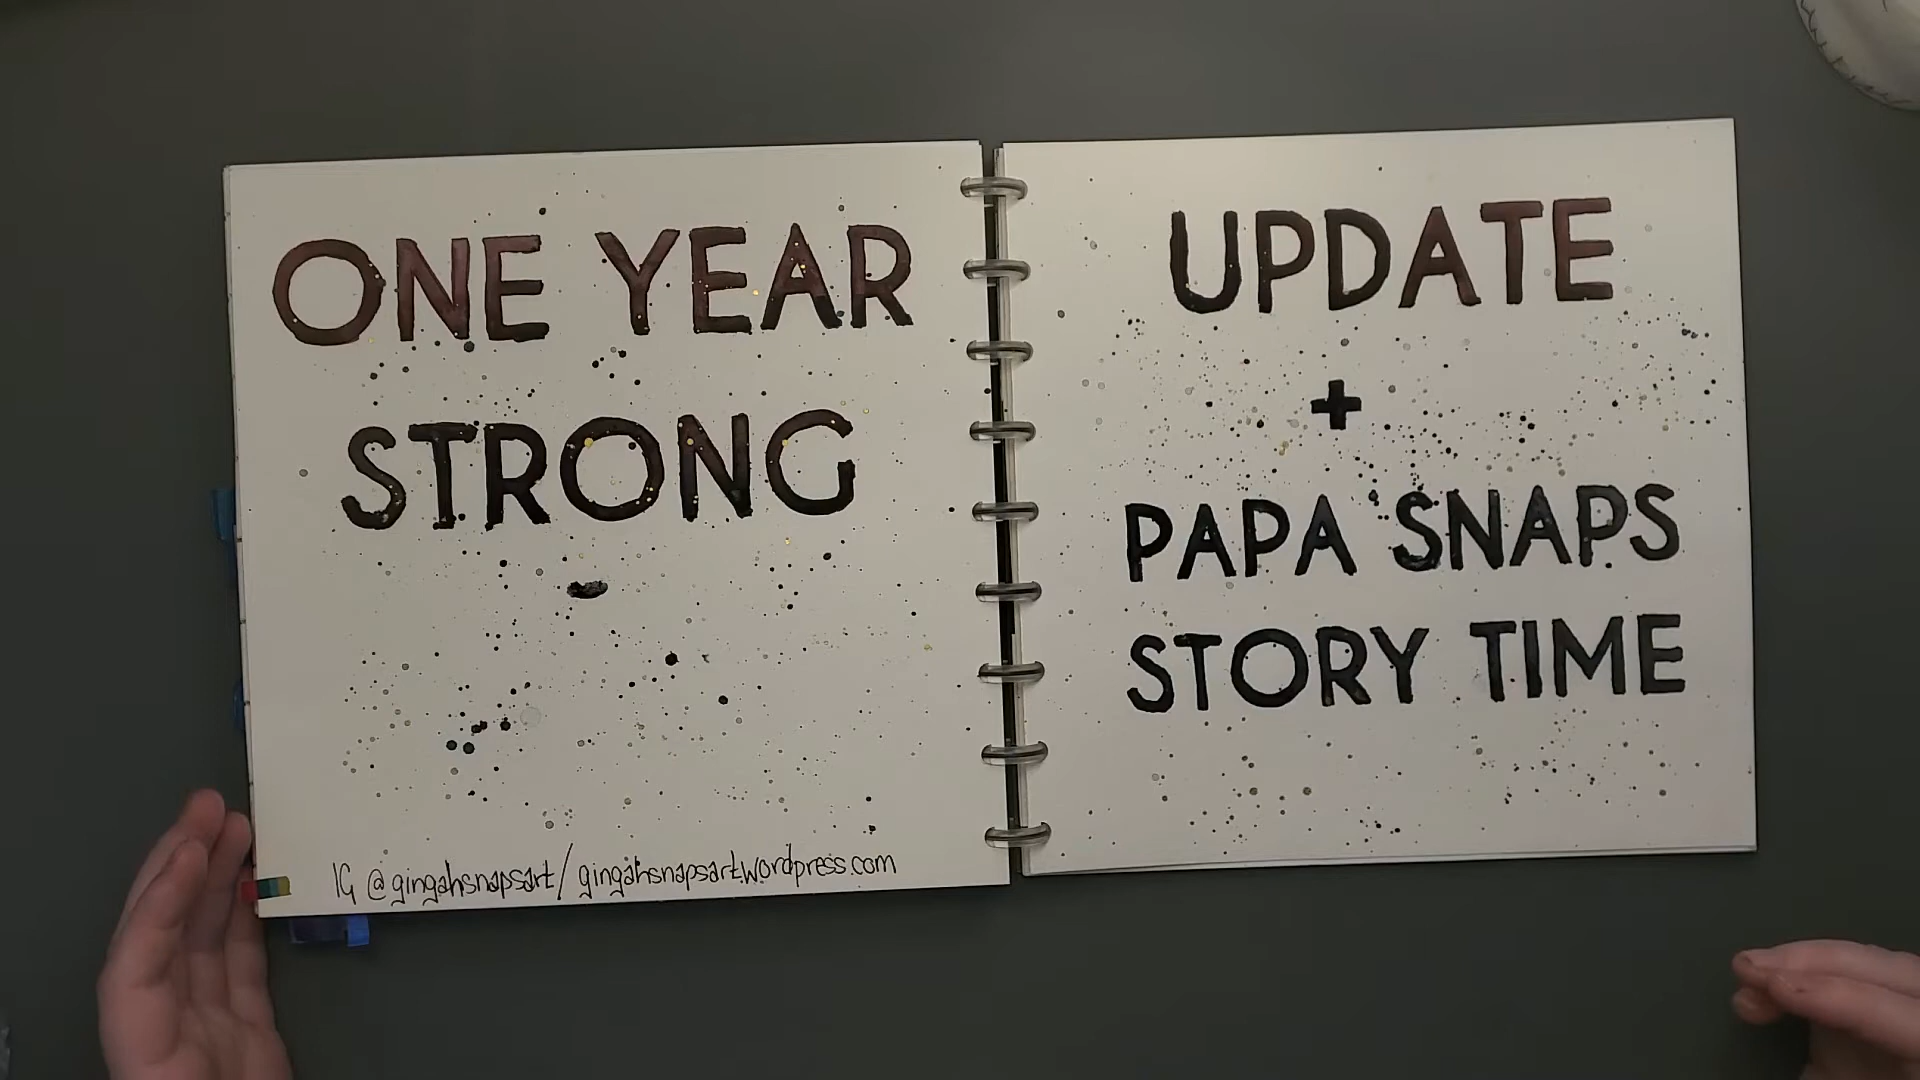 ONE YEAR
STRONG
IG @gingahsnapsart/gingahsnapsart.wordpress.com
UPDATE
+
PAPA SNAPS
STORY TIME